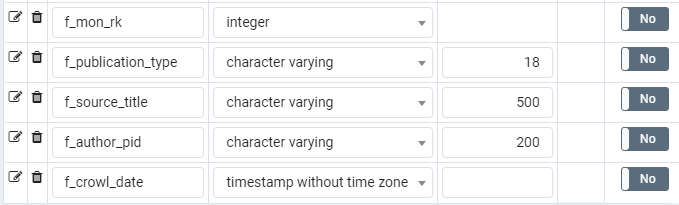 f_mon_rk integer No
f_publication_type character varying 18 No
f_source_title character varying 500 No
f_author_pid character varying 200 No
f_crowl_date timestamp without time zone No